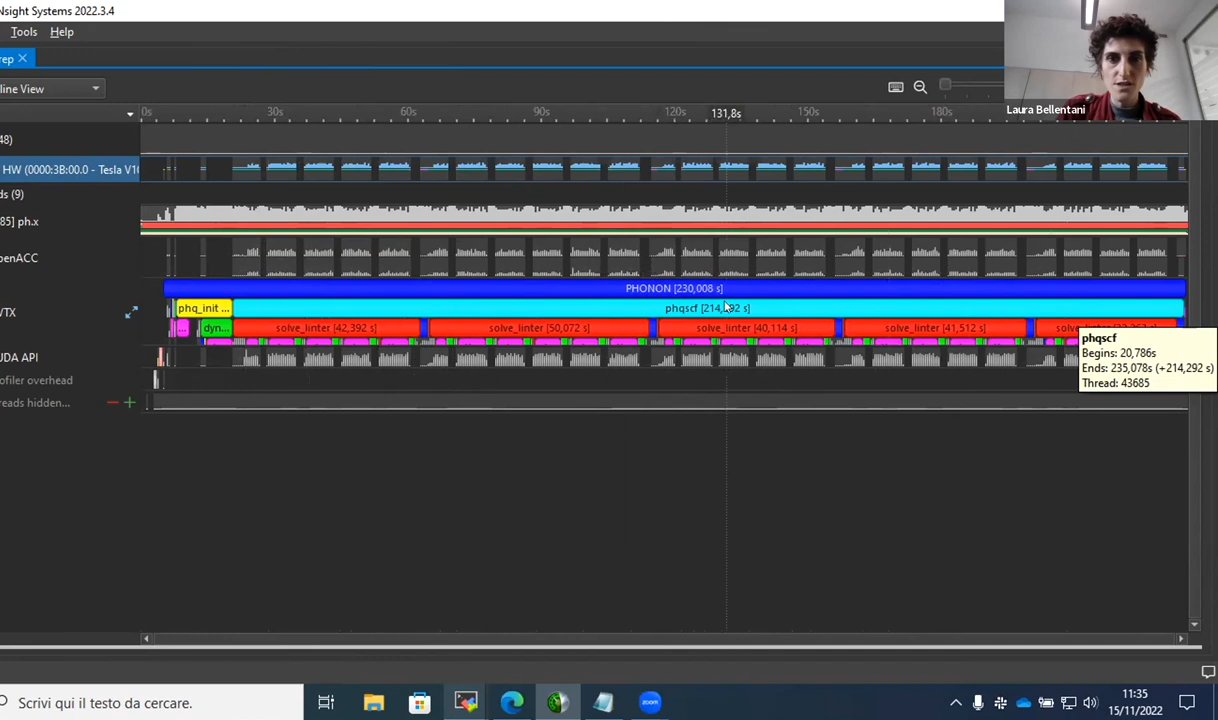 Nsight Systems 2022.3.4
Tools Help
rep
line View
0s 30s 60s 90s 120s 131,8s 150s 180s
Laura Bellentani
48)
HW (0000:3B:00.0 - Tesla V10
ds (9)
85] ph.x
penACC
PHONON [230,008 s]
VTX
phq_init ...
phqscf [214,292 s]
... dyn... solve_linter [42,392 s] solve_linter [50,072 s] solve_linter [40,114 s] solve_linter [41,512 s]
phqscf
Begins: 20,786s
Ends: 235,078s (+214,292 s)
Thread: 43685
UDA API
ofiler overhead
reads hidden...
Scrivi qui il testo da cercare.
zoom
11:35
15/11/2022